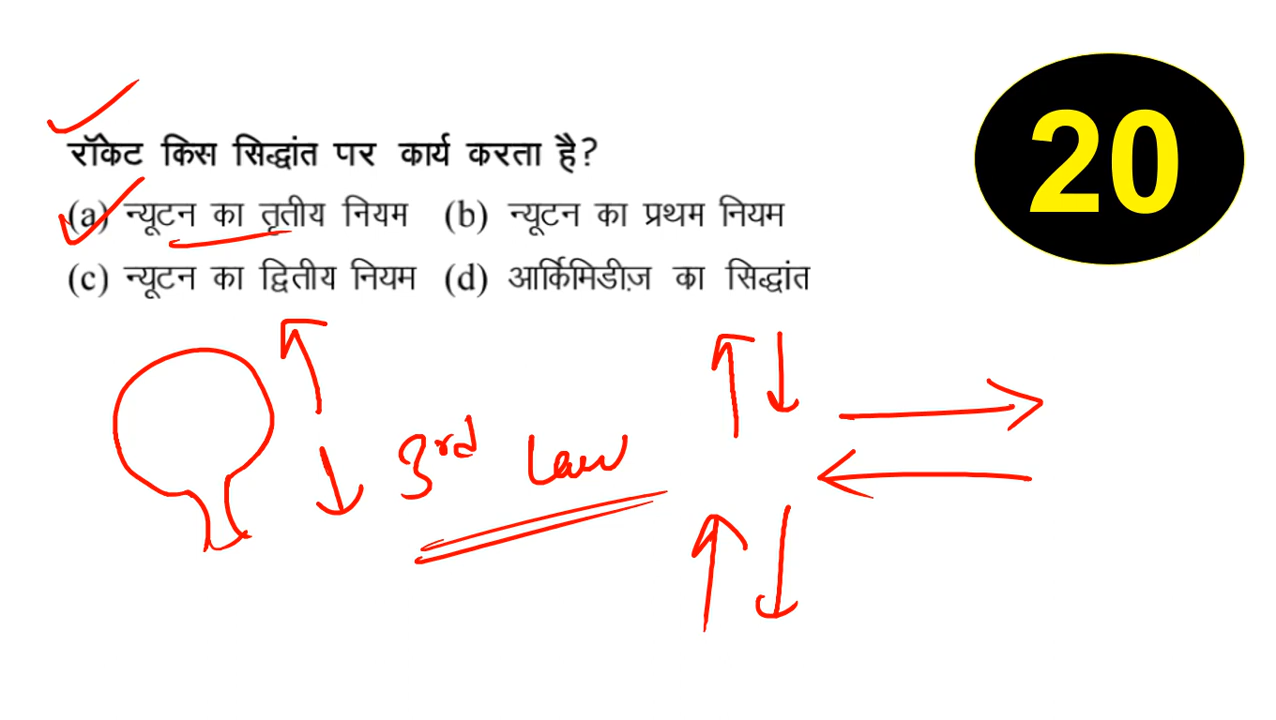 रॉकेट किस सिद्धांत पर कार्य करता है?
(a) न्यूटन का तृतीय नियम (b) न्यूटन का प्रथम नियम
(c) न्यूटन का द्वितीय नियम (d) आर्किमिडीज़ का सिद्धांत
20
3rd Law